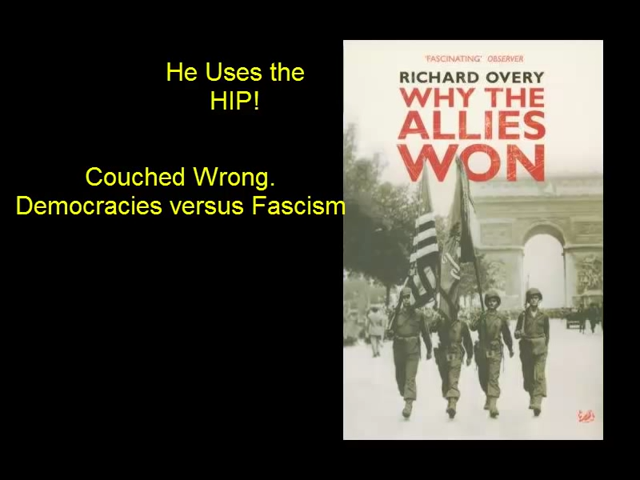 He Uses the
HIP!
Couched Wrong.
Democracies versus Fascism
'FASCINATING' OBSERVER
RICHARD OVERY
WHY THE
ALLIES
WON